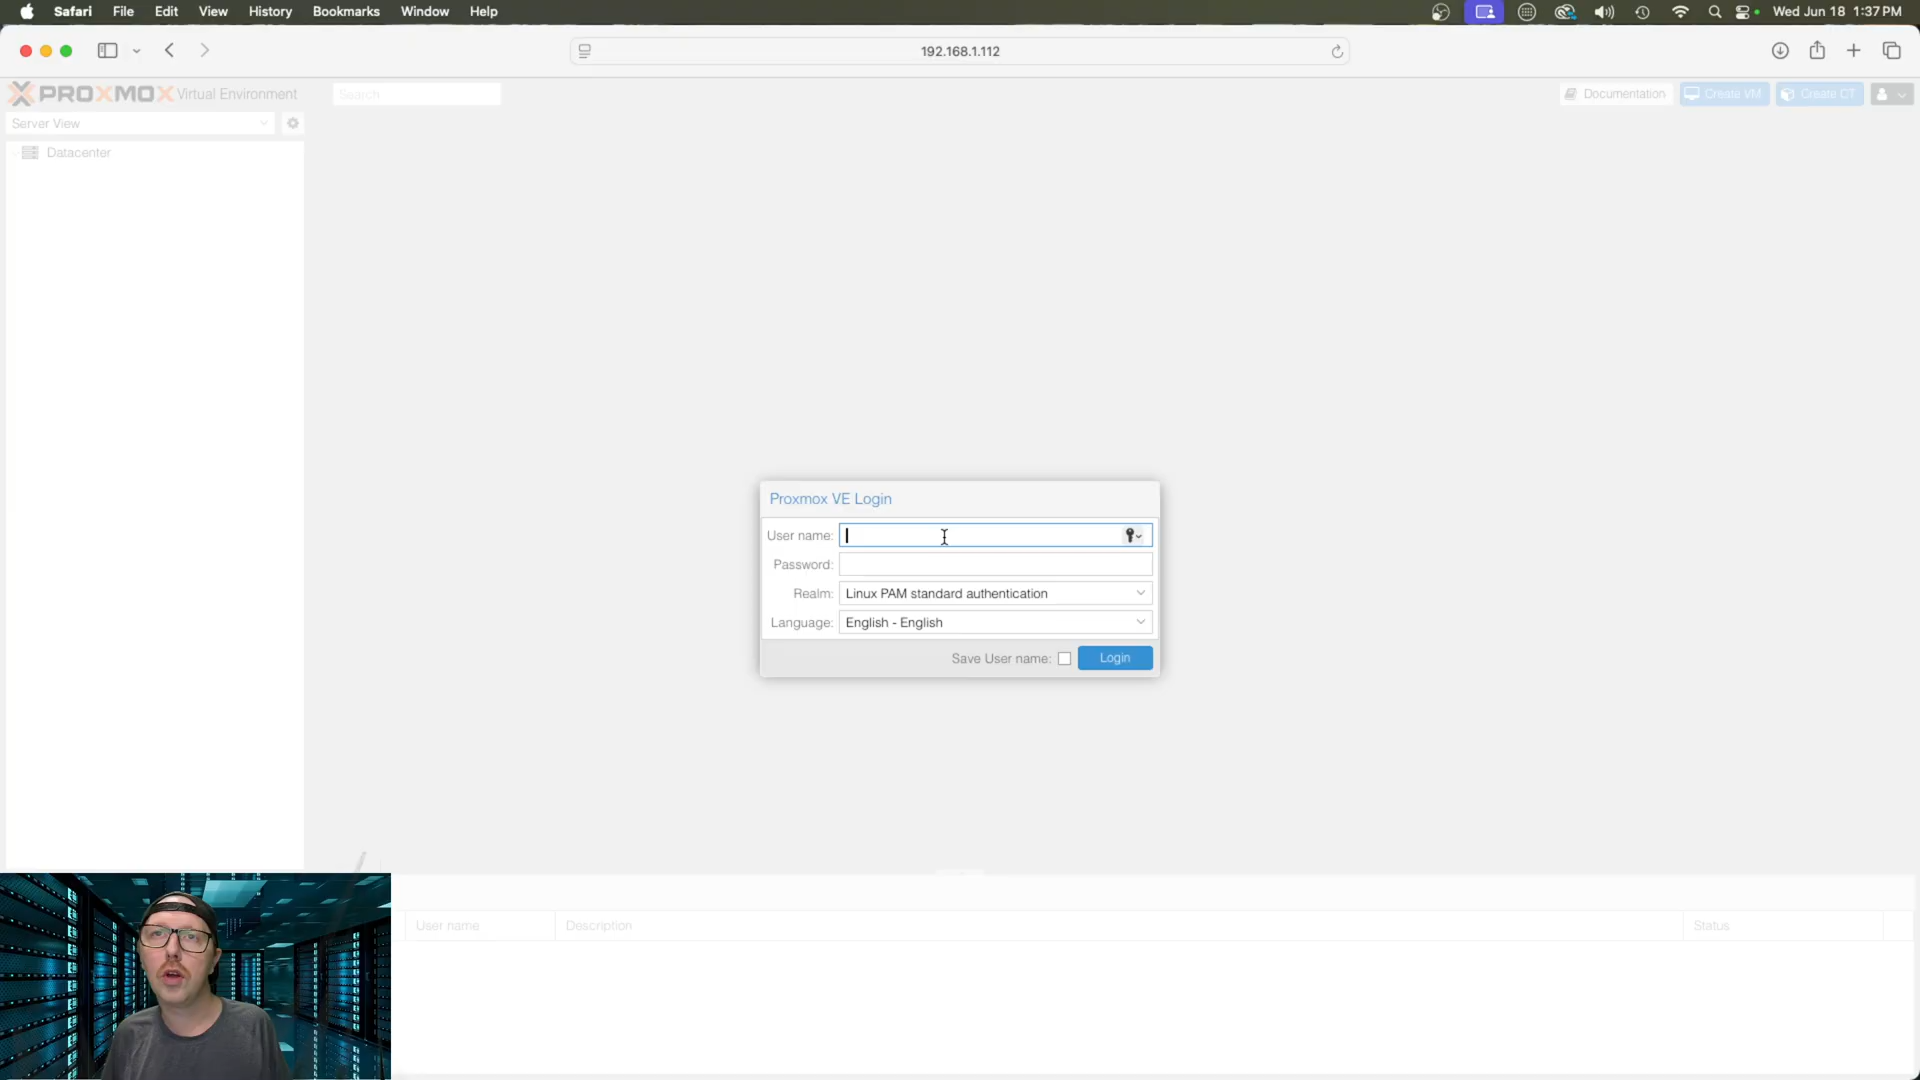 Safari File Edit View History Bookmarks Window Help Wed Jun 18 1:37 PM
192.168.1.112
PROXMOX Virtual Environment Search Documentation Create VM Create CT
Server View
Datacenter
Proxmox VE Login
User name:
Password:
Realm: Linux PAM standard authentication
Language: English - English
Save User name: Login
User name Description Status